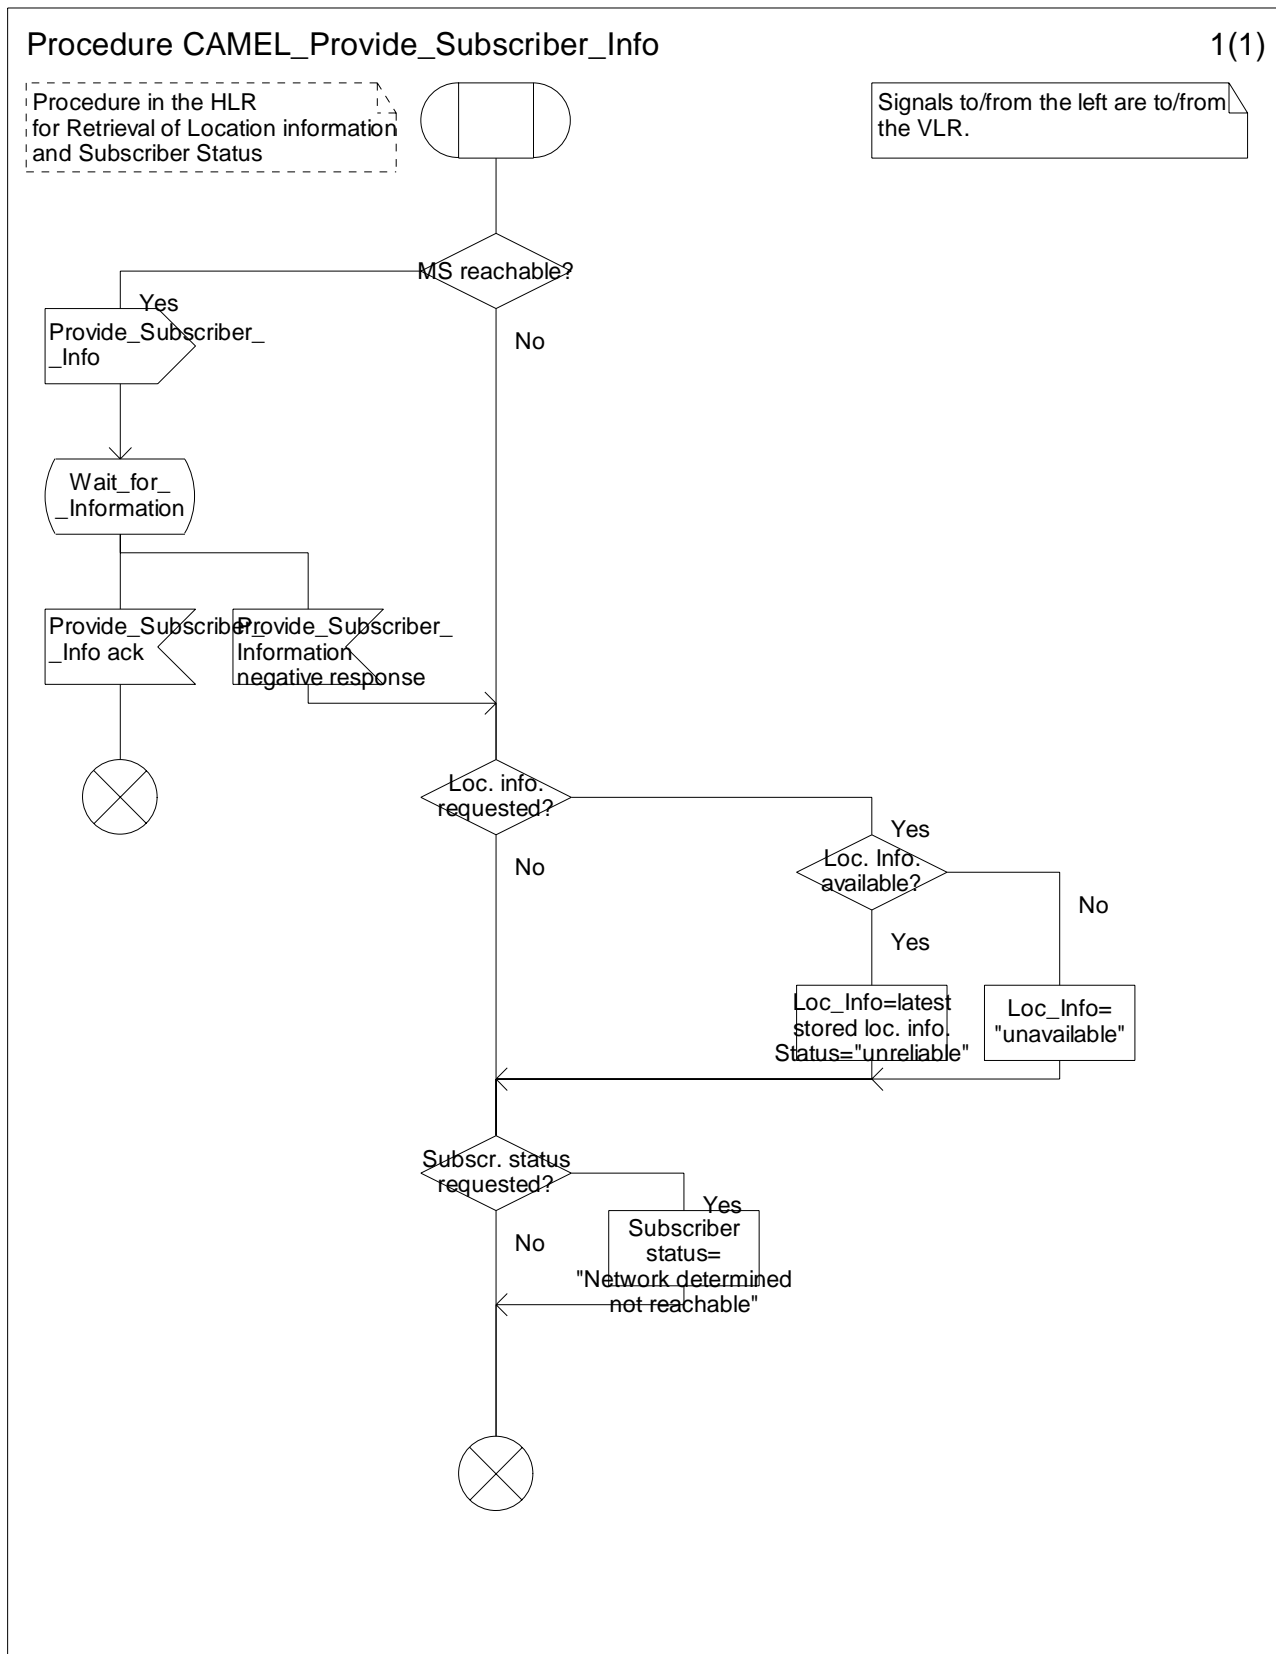 Procedure CAMEL_Provide_Subscriber_Info
1(1)
Procedure in the HLR
for Retrieval of Location information
and Subscriber Status
Signals to/from the left are to/from
the VLR.
MS reachable?
Yes
No
Provide_Subscriber_
_Info
Wait_for_
_Information
Provide_Subscriber_
_Info ack
Provide_Subscriber_
Information
negative response
Loc. info.
requested?
Yes
No
Loc. Info.
available?
No
Yes
Loc_Info=latest
stored loc. info.
Status="unreliable"
Loc_Info=
"unavailable"
Subscr. status
requested?
Yes
No
Subscriber
status=
"Network determined
not reachable"